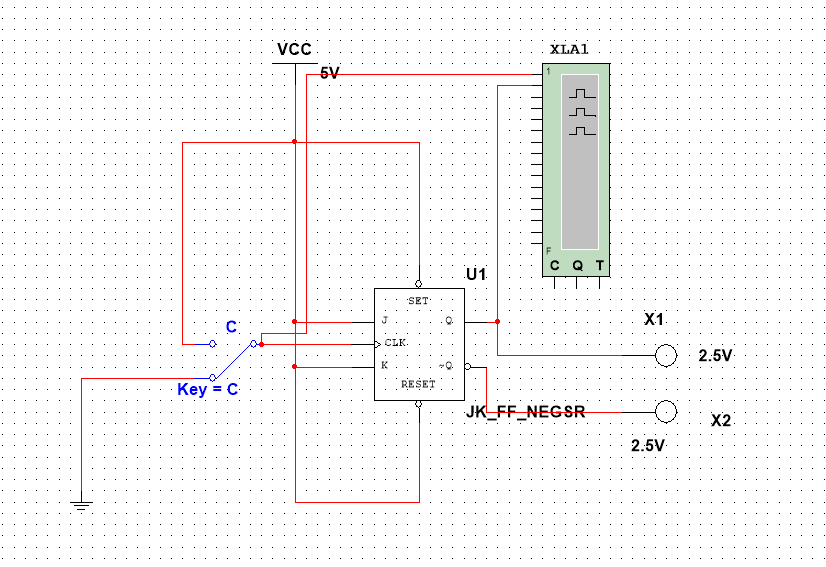 VCC
5V
XLA1
1
F
C Q T
U1
SET
J Q
CLK
K ~Q
RESET
JK_FF_NEGSR
C
Key = C
X1
2.5V
X2
2.5V